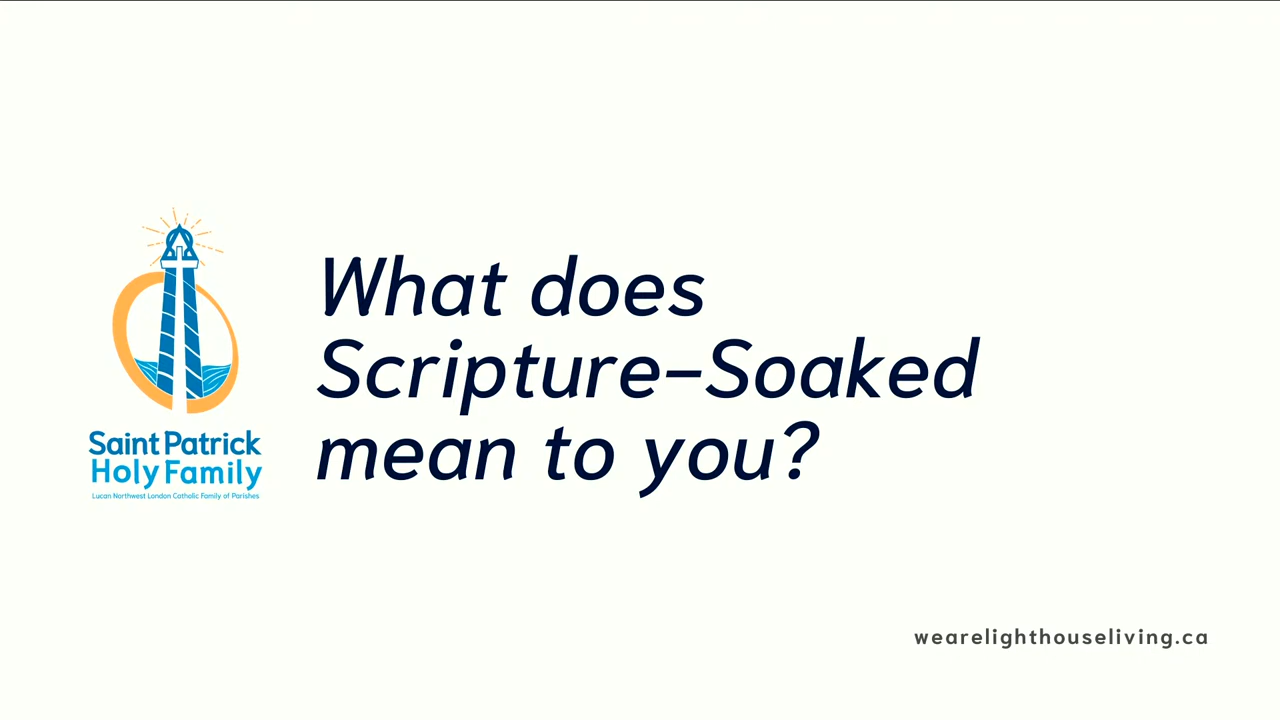 What does
Scripture-Soaked
mean to you?
Saint Patrick
Holy Family
Lucan Northwest London Catholic Family of Parishes
wearelighthouseliving.ca